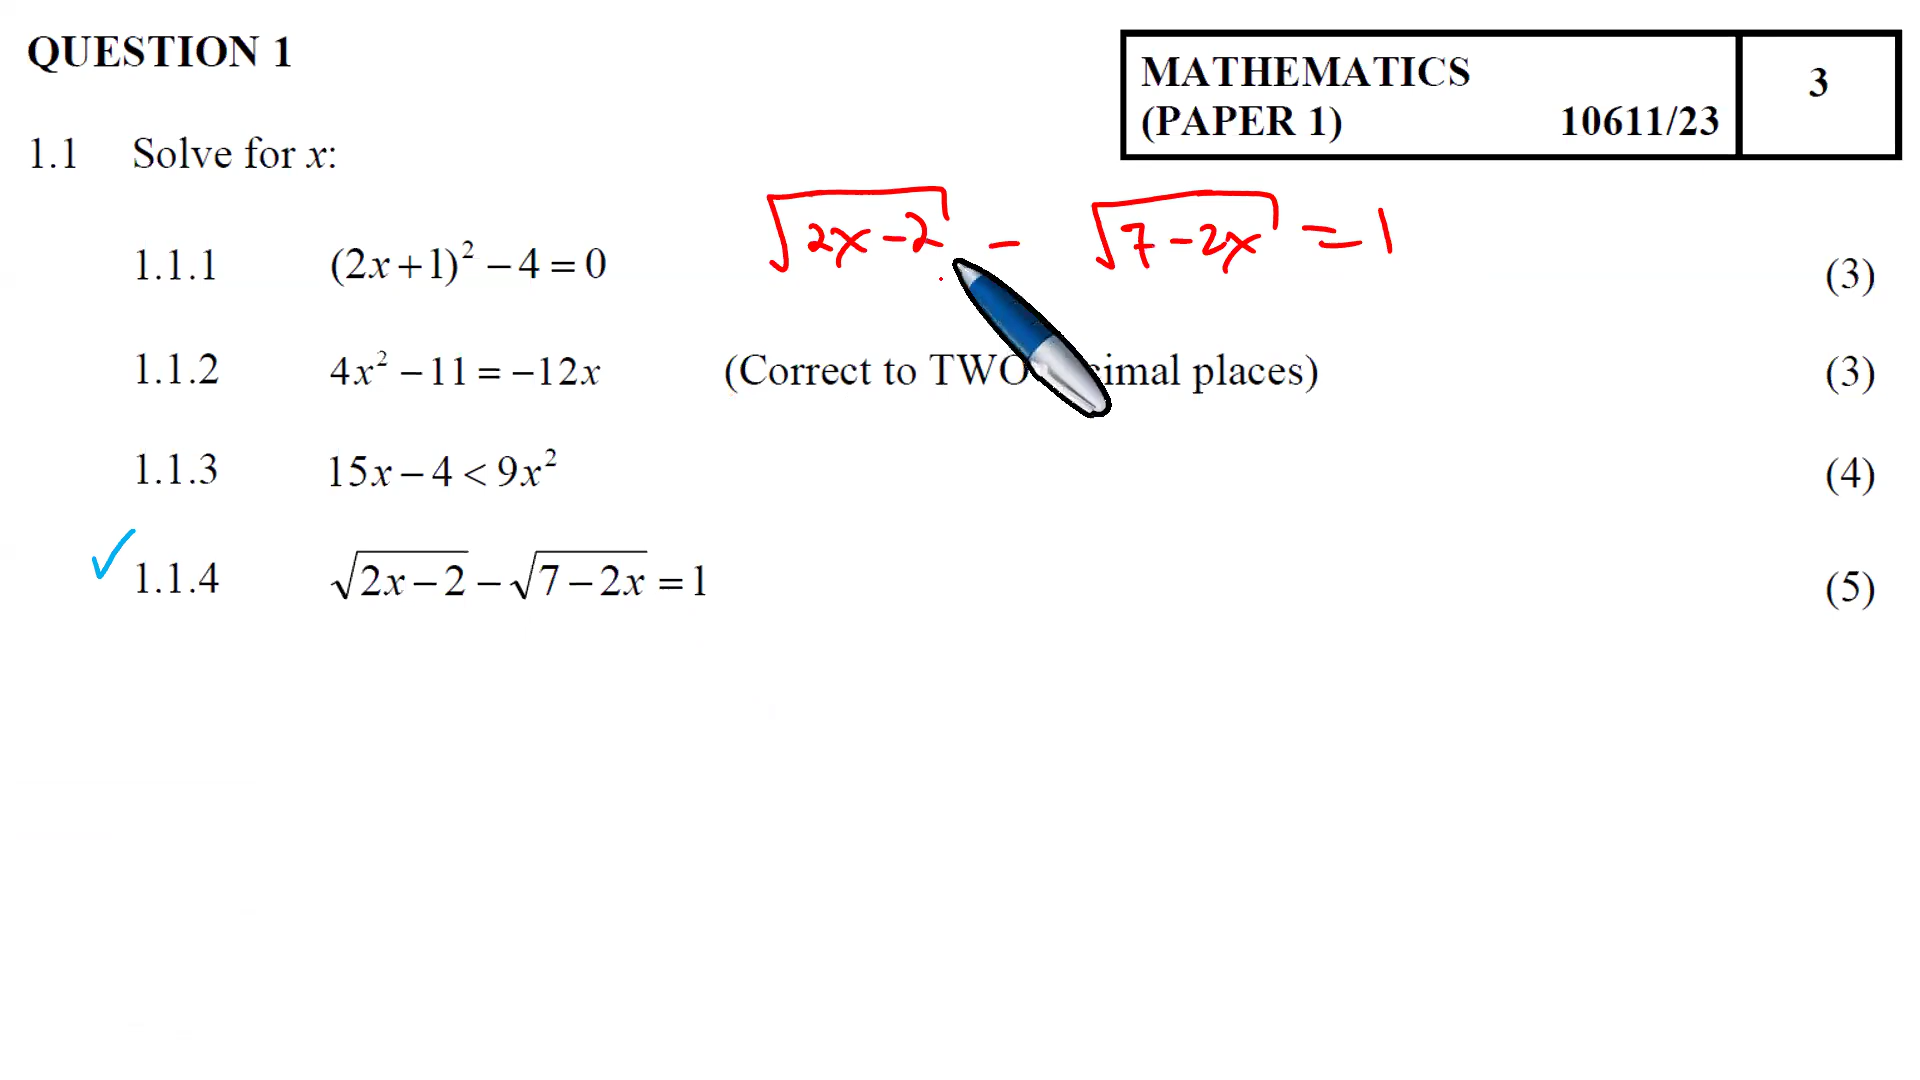 QUESTION 1
MATHEMATICS
(PAPER 1) 10611/23
3
1.1 Solve for x:
√(2x-2) - √(7-2x) = 1
1.1.1 (2x+1)² − 4 = 0 (3)
1.1.2 4x² − 11 = −12x (Correct to TWO cimal places) (3)
1.1.3 15x − 4 < 9x² (4)
✓ 1.1.4 √(2x−2) − √(7−2x) = 1 (5)